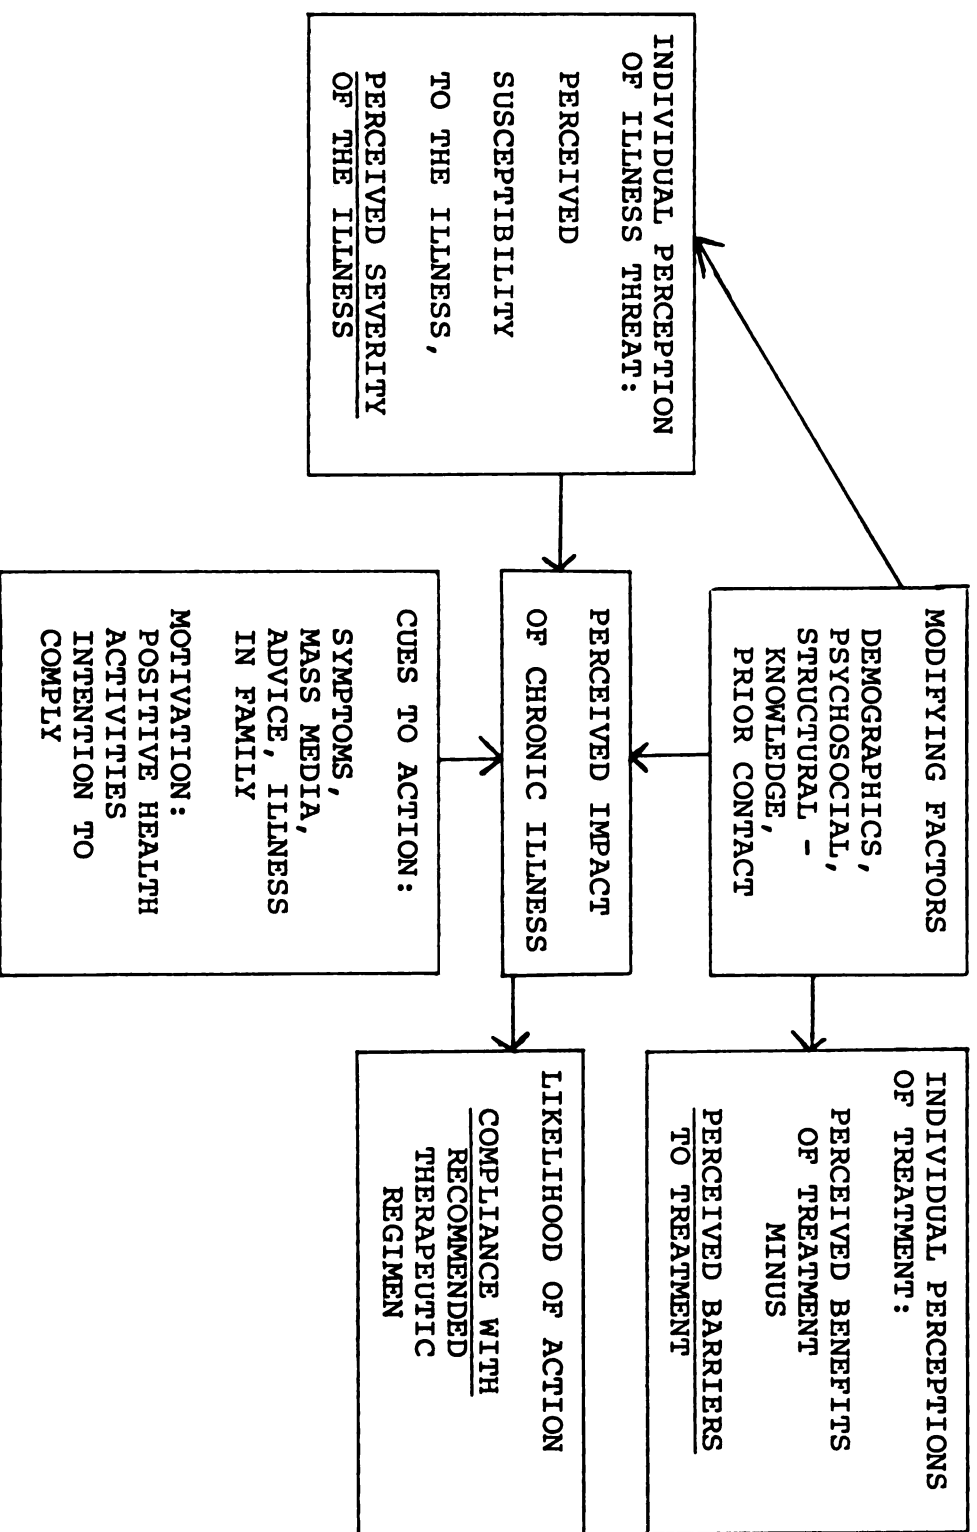 INDIVIDUAL PERCEPTION
OF ILLNESS THREAT:
PERCEIVED
SUSCEPTIBILITY
TO THE ILLNESS,
PERCEIVED SEVERITY
OF THE ILLNESS
MODIFYING FACTORS
DEMOGRAPHICS,
PSYCHOSOCIAL,
STRUCTURAL -
KNOWLEDGE,
PRIOR CONTACT
PERCEIVED IMPACT
OF CHRONIC ILLNESS
CUES TO ACTION:
SYMPTOMS,
MASS MEDIA,
ADVICE, ILLNESS
IN FAMILY
MOTIVATION:
POSITIVE HEALTH
ACTIVITIES
INTENTION TO
COMPLY
INDIVIDUAL PERCEPTIONS
OF TREATMENT:
PERCEIVED BENEFITS
OF TREATMENT
MINUS
PERCEIVED BARRIERS
TO TREATMENT
LIKELIHOOD OF ACTION
COMPLIANCE WITH
RECOMMENDED
THERAPEUTIC
REGIMEN